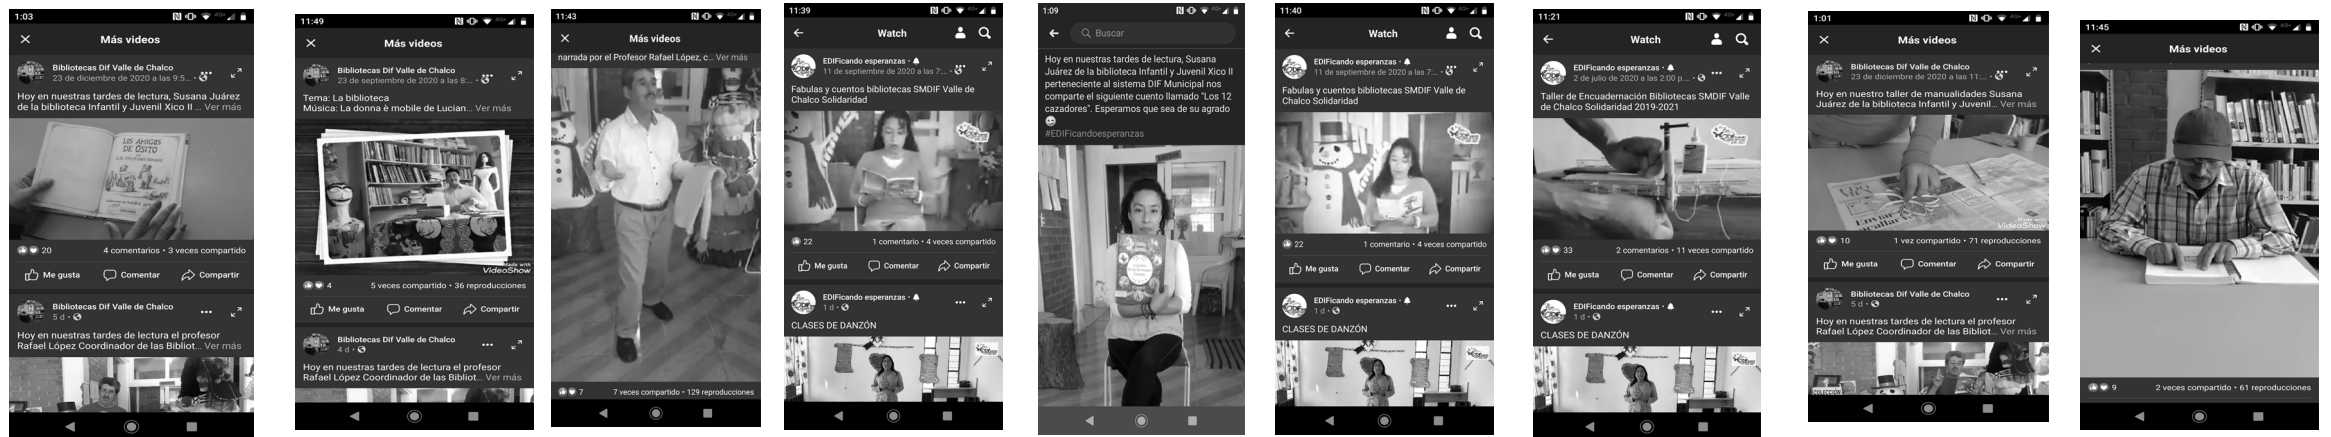 1:03
Más videos
Bibliotecas Dif Valle de Chalco
23 de diciembre de 2020 a las 9:5...
Hoy en nuestras tardes de lectura, Susana Juárez
de la biblioteca Infantil y Juvenil Xico II ... Ver más
LOS AMIGOS
DE OSITO
20
4 comentarios • 3 veces compartido
Me gusta Comentar Compartir
Bibliotecas Dif Valle de Chalco
5 d
Hoy en nuestras tardes de lectura el profesor
Rafael López Coordinador de las Bibliot... Ver más
11:49
Más videos
Bibliotecas Dif Valle de Chalco
23 de septiembre de 2020 a las 8:...
Tema: La biblioteca
Música: La donna è mobile de Lucian... Ver más
Made with
VideoShow
4
5 veces compartido • 36 reproducciones
Me gusta Comentar Compartir
Bibliotecas Dif Valle de Chalco
4 d
Hoy en nuestras tardes de lectura el profesor
Rafael López Coordinador de las Bibliot... Ver más
11:43
Más videos
narrada por el Profesor Rafael López, c... Ver más
7
7 veces compartido • 129 reproducciones
11:39
Watch
EDIFicando esperanzas
11 de septiembre de 2020 a las 7:...
Fabulas y cuentos bibliotecas SMDIF Valle de
Chalco Solidaridad
22
1 comentario • 4 veces compartido
Me gusta Comentar Compartir
EDIFicando esperanzas
1 d
CLASES DE DANZÓN
1:09
Buscar
Hoy en nuestras tardes de lectura, Susana
Juárez de la biblioteca Infantil y Juvenil Xico II
perteneciente al sistema DIF Municipal nos
comparte el siguiente cuento llamado "Los 12
cazadores". Esperamos que sea de su agrado
#EDIFicandoesperanzas
11:40
Watch
EDIFicando esperanzas
11 de septiembre de 2020 a las 7:...
Fabulas y cuentos bibliotecas SMDIF Valle de
Chalco Solidaridad
22
1 comentario • 4 veces compartido
Me gusta Comentar Compartir
EDIFicando esperanzas
1 d
CLASES DE DANZÓN
11:21
Watch
EDIFicando esperanzas
2 de julio de 2020 a las 2:00 p...
Taller de Encuadernación Bibliotecas SMDIF Valle
de Chalco Solidaridad 2019-2021
33
2 comentarios • 11 veces compartido
Me gusta Comentar Compartir
EDIFicando esperanzas
1 d
CLASES DE DANZÓN
1:01
Más videos
Bibliotecas Dif Valle de Chalco
23 de diciembre de 2020 a las 11:...
Hoy en nuestro taller de manualidades Susana
Juárez de la biblioteca Infantil y Juvenil... Ver más
Made with
VideoShow
10
1 vez compartido • 71 reproducciones
Me gusta Comentar Compartir
Bibliotecas Dif Valle de Chalco
5 d
Hoy en nuestras tardes de lectura el profesor
Rafael López Coordinador de las Bibliot... Ver más
COLECCIÓN
11:45
Más videos
9
2 veces compartido • 61 reproducciones